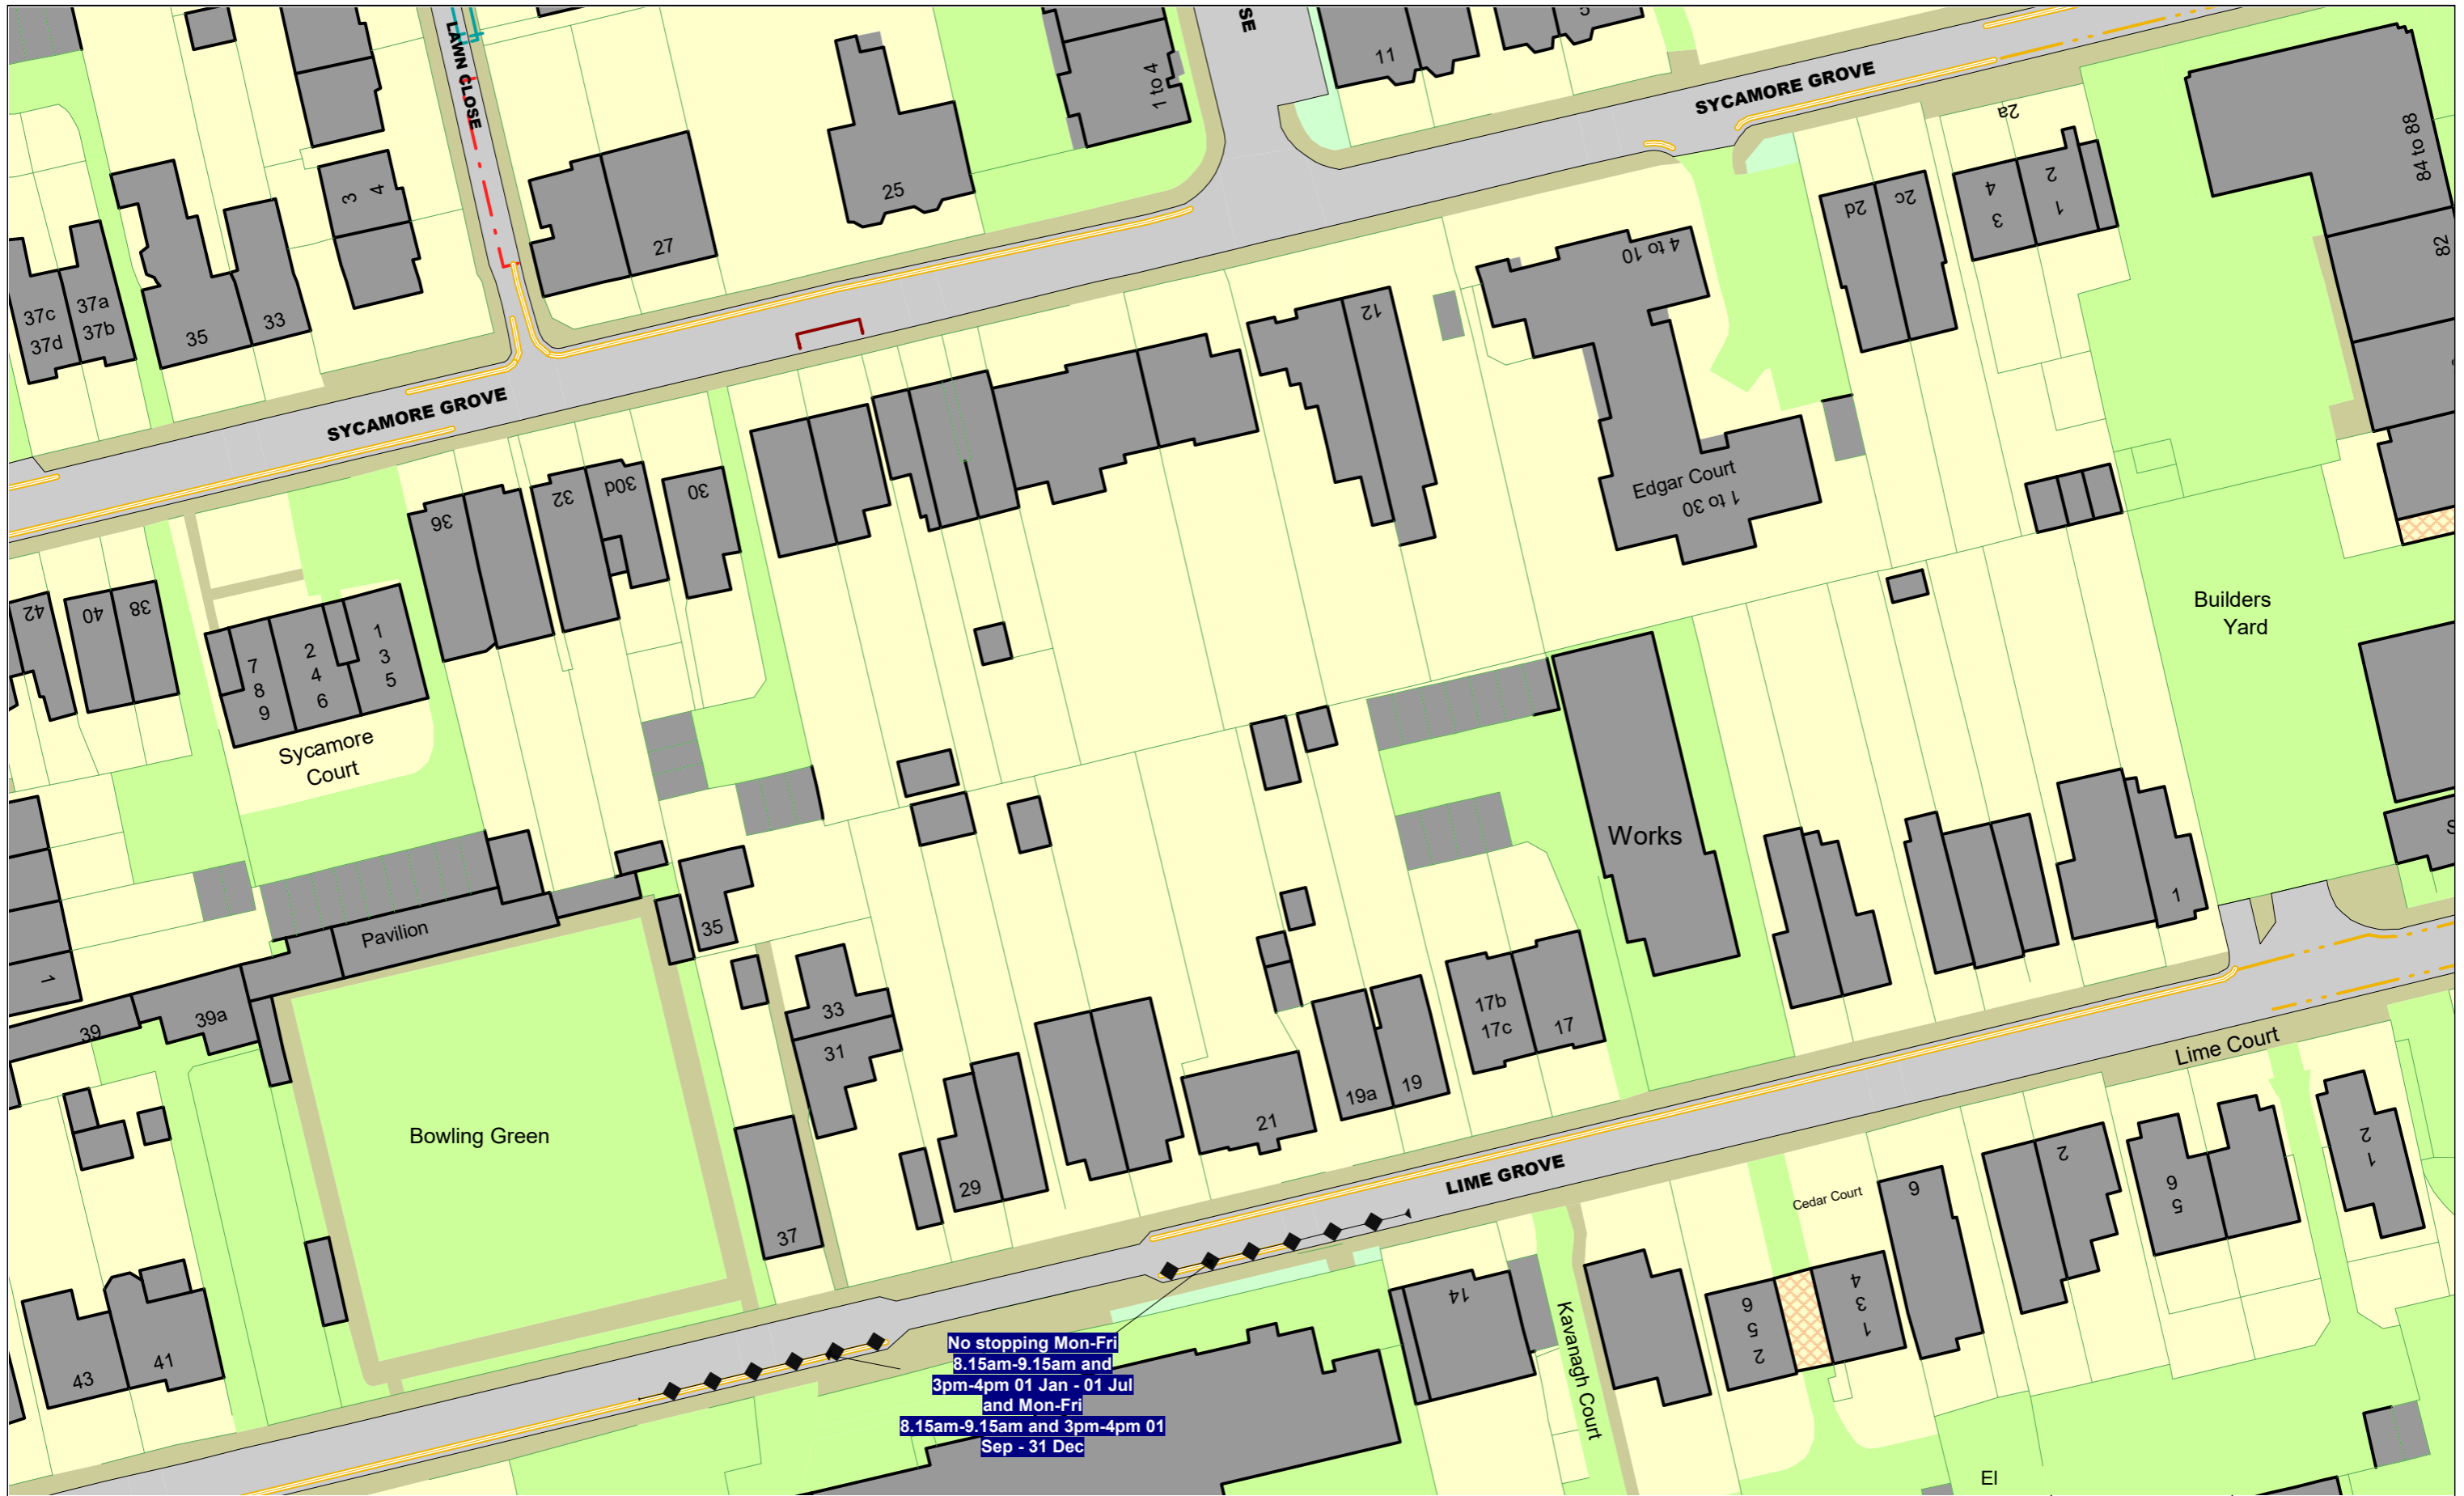 LAWN CLOSE
SE
11
5
1 to 4
SYCAMORE GROVE
2a
84 to 88
82
25
27
3
4
2d
2c
4
3
2
1
4 to 10
12
37c
37d
37a
37b
35
33
SYCAMORE GROVE
36
32
30d
30
Edgar Court
1 to 30
42
40
38
7
8
9
2
4
6
1
3
5
Sycamore
Court
Builders
Yard
Works
35
Pavilion
1
39
39a
33
31
17b
17c
17
1
19a
19
21
29
37
Bowling Green
LIME GROVE
Lime Court
Cedar Court
6
2
6
5
2
1
14
Kavanagh Court
6
5
2
4
3
1
43
41
No stopping Mon-Fri
8.15am-9.15am and
3pm-4pm 01 Jan - 01 Jul
and Mon-Fri
8.15am-9.15am and 3pm-4pm 01
Sep - 31 Dec
El